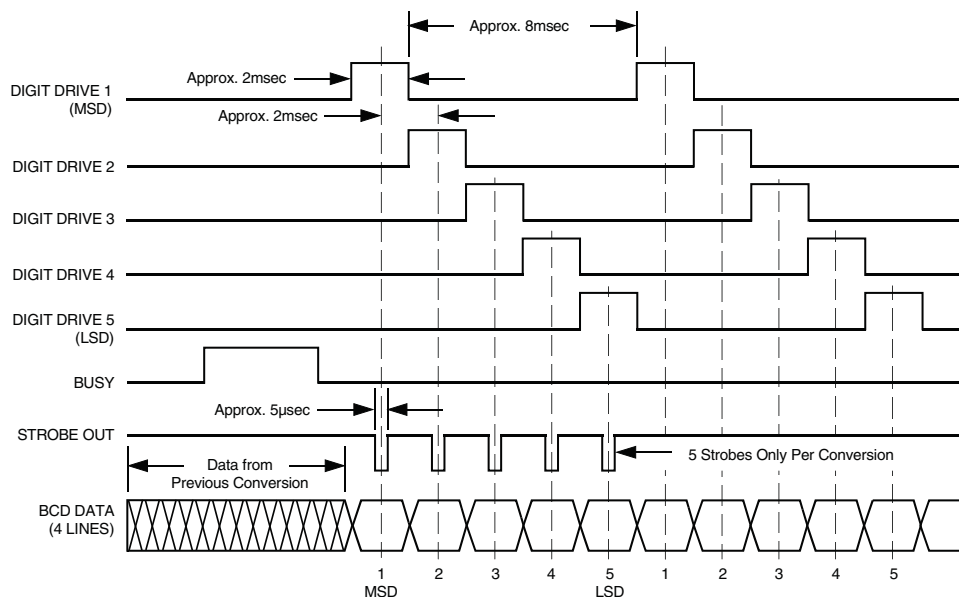 Approx. 8msec
Approx. 2msec
DIGIT DRIVE 1
(MSD)
Approx. 2msec
DIGIT DRIVE 2
DIGIT DRIVE 3
DIGIT DRIVE 4
DIGIT DRIVE 5
(LSD)
BUSY
Approx. 5µsec
STROBE OUT
5 Strobes Only Per Conversion
Data from
Previous Conversion
BCD DATA
(4 LINES)
1 2 3 4 5 1 2 3 4 5
MSD LSD